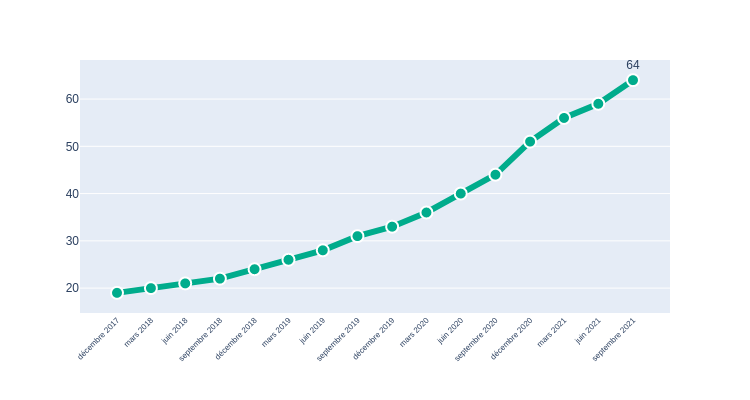 64
60
50
40
30
20
décembre 2017
mars 2018
juin 2018
septembre 2018
décembre 2018
mars 2019
juin 2019
septembre 2019
décembre 2019
mars 2020
juin 2020
septembre 2020
décembre 2020
mars 2021
juin 2021
septembre 2021